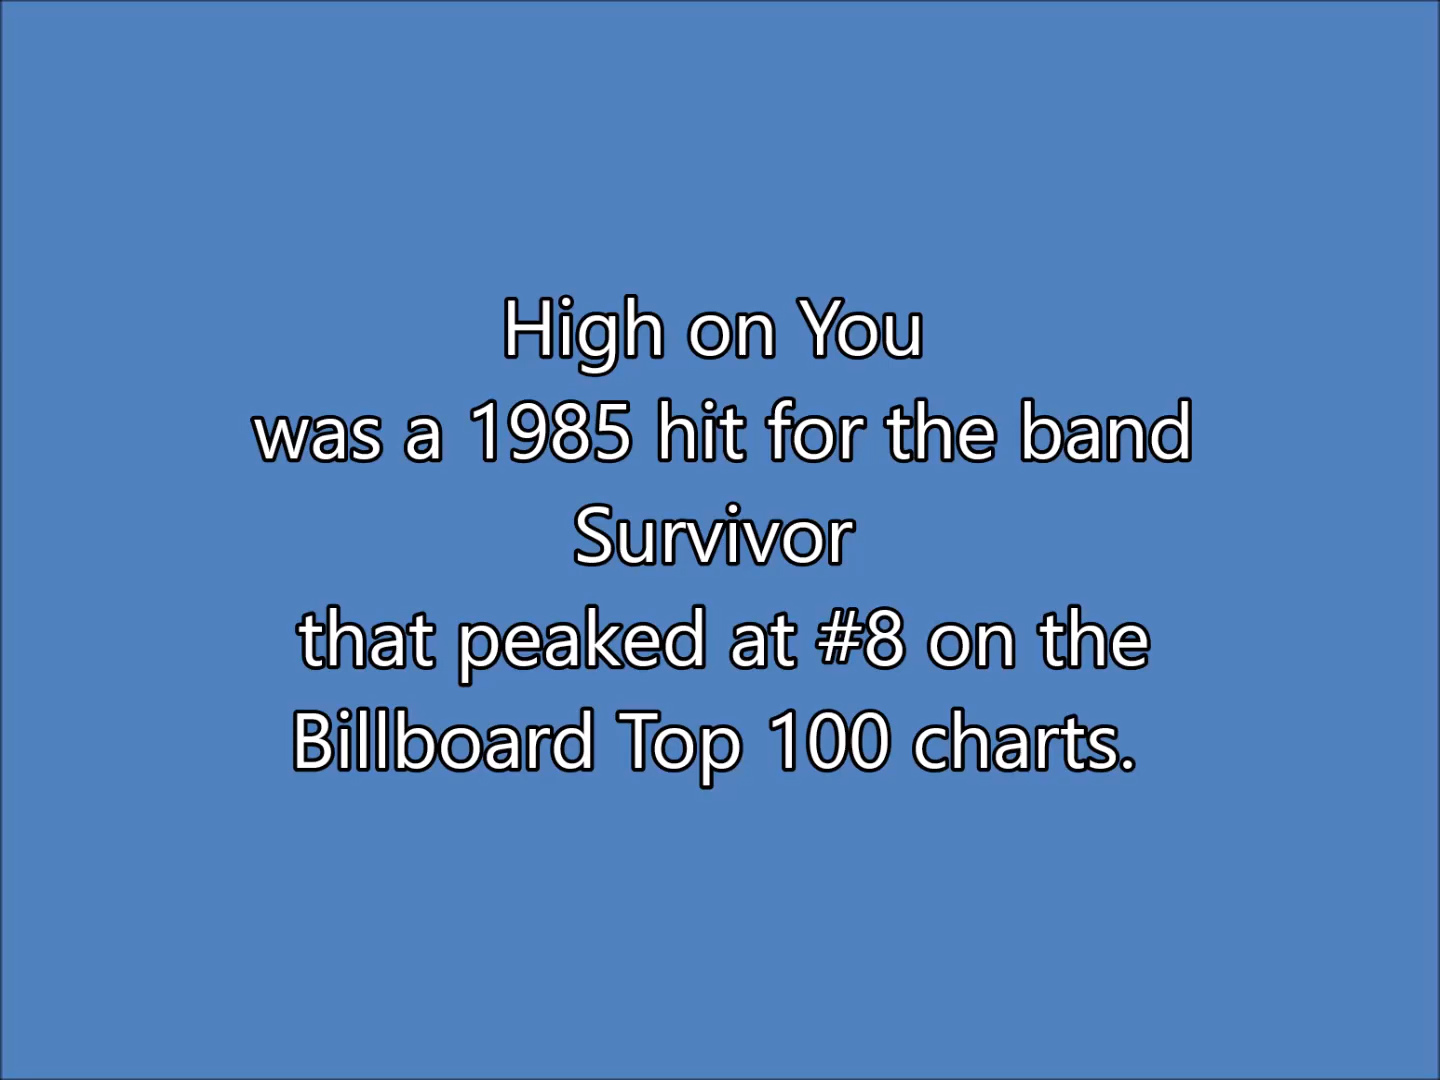 High on You
was a 1985 hit for the band
Survivor
that peaked at #8 on the
Billboard Top 100 charts.